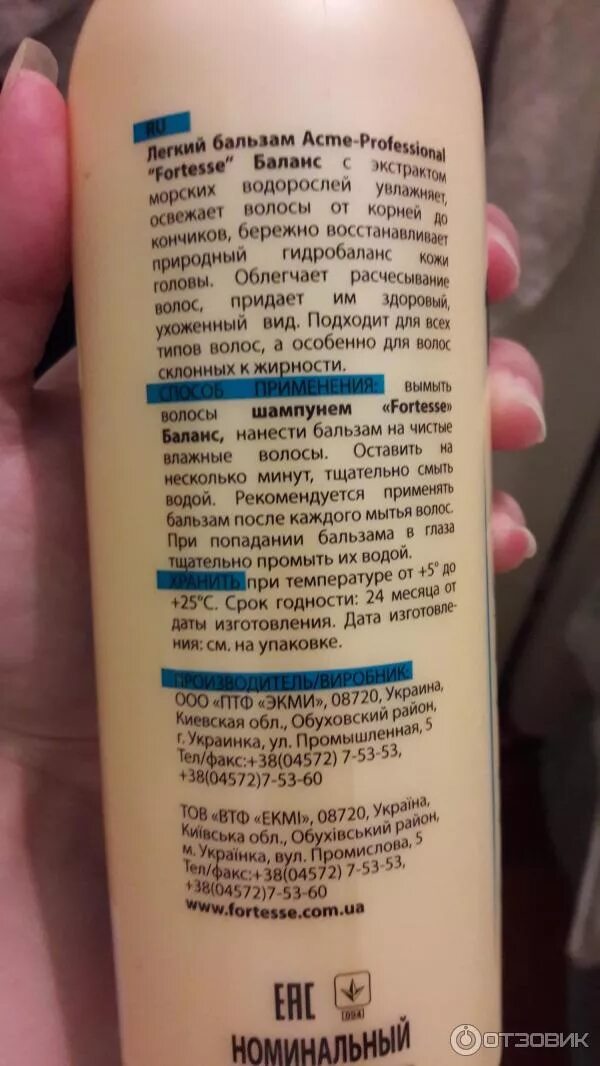 RU
Легкий бальзам Acme-Professional
"Fortesse" Баланс с экстрактом
морских водорослей увлажняет,
освежает волосы от корней до
кончиков, бережно восстанавливает
природный гидробаланс кожи
головы. Облегчает расчесывание
волос, придает им здоровый,
ухоженный вид. Подходит для всех
типов волос, а особенно для волос
склонных к жирности.
СПОСОБ ПРИМЕНЕНИЯ: вымыть
волосы шампунем «Fortesse»
Баланс, нанести бальзам на чистые
влажные волосы. Оставить на
несколько минут, тщательно смыть
водой. Рекомендуется применять
бальзам после каждого мытья волос.
При попадании бальзама в глаза
тщательно промыть их водой.
ХРАНИТЬ при температуре от +5° до
+25°C. Срок годности: 24 месяца от
даты изготовления. Дата изготовле-
ния: см. на упаковке.
ПРОИЗВОДИТЕЛЬ/ВИРОБНИК:
ООО «ПТФ «ЭКМИ», 08720, Украина,
Киевская обл., Обуховский район,
г. Украинка, ул. Промышленная, 5
Тел/факс:+38(04572) 7-53-53,
+38(04572)7-53-60
ТОВ «ВТФ «ЕКМІ», 08720, Україна,
Київська обл., Обухівський район,
м. Українка, вул. Промислова, 5
Тел/факс:+38(04572) 7-53-53,
+38(04572)7-53-60
www.fortesse.com.ua
EAC
094
НОМИНАЛЬНЫЙ
ОТЗОВИК